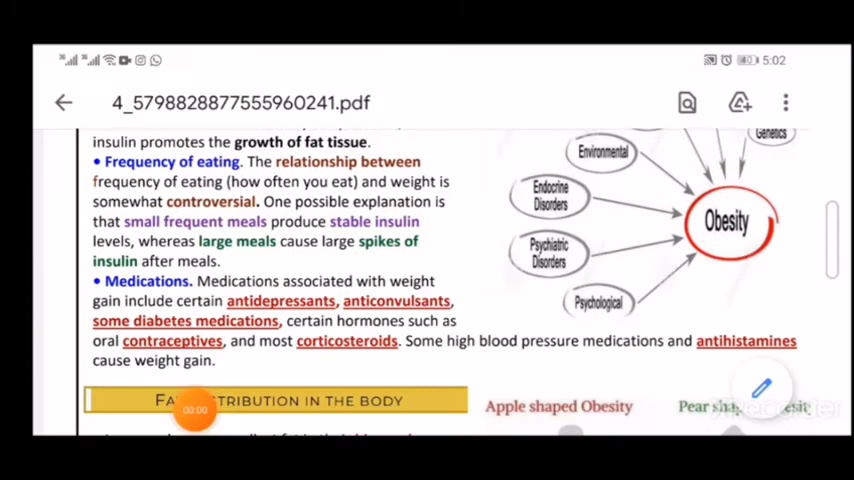 5:02
4_5798828877555960241.pdf
insulin promotes the growth of fat tissue.
• Frequency of eating. The relationship between
frequency of eating (how often you eat) and weight is
somewhat controversial. One possible explanation is
that small frequent meals produce stable insulin
levels, whereas large meals cause large spikes of
insulin after meals.
• Medications. Medications associated with weight
gain include certain antidepressants, anticonvulsants,
some diabetes medications, certain hormones such as
oral contraceptives, and most corticosteroids. Some high blood pressure medications and antihistamines
cause weight gain.
Genetics
Environmental
Endocrine
Disorders
Psychiatric
Disorders
Psychological
Obesity
DISTRIBUTION IN THE BODY
00:00
Apple shaped Obesity
Pear